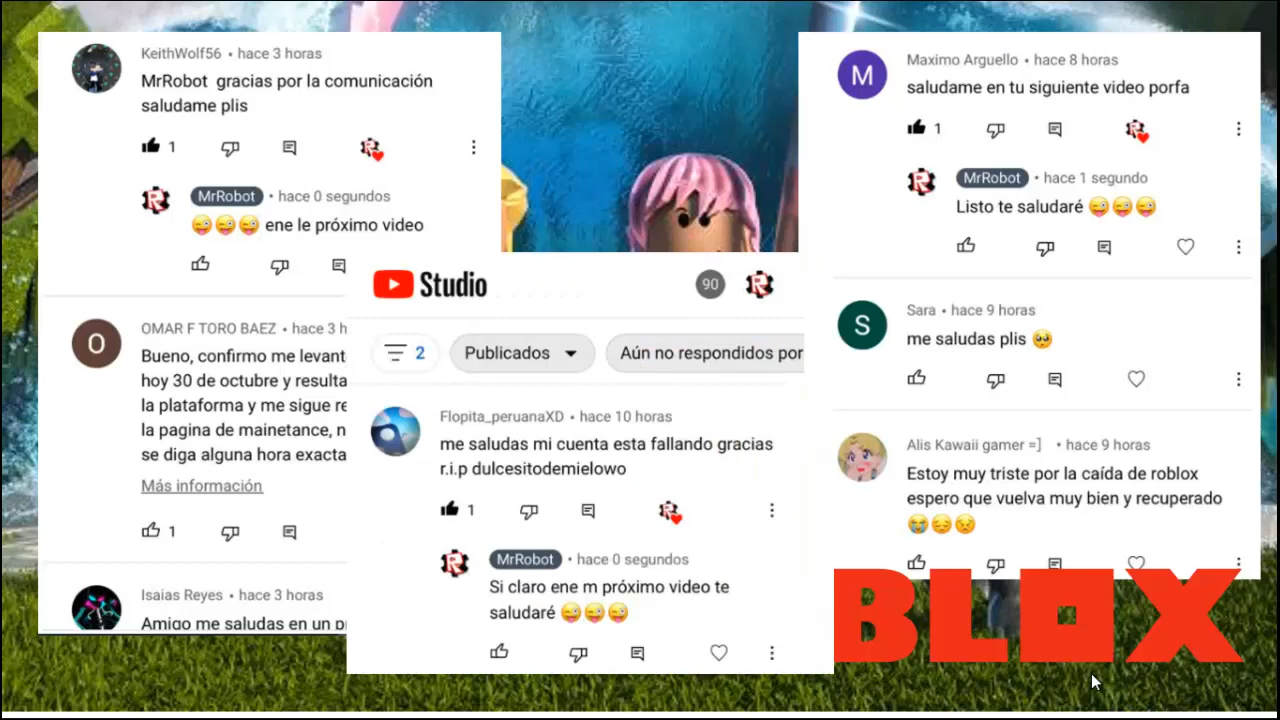 KeithWolf56 • hace 3 horas
MrRobot gracias por la comunicación
saludame plis
1
MrRobot • hace 0 segundos
😜😜😜 ene le próximo video
O
OMAR F TORO BAEZ • hace 3 h
Bueno, confirmo me levant
hoy 30 de octubre y resulta
la plataforma y me sigue re
la pagina de mainetance, n
se diga alguna hora exacta
Más información
1
Isaias Reyes • hace 3 horas
Amigo me saludas en un p
Studio
90
2
Publicados
Aún no respondidos por
Flopita_peruanaXD • hace 10 horas
me saludas mi cuenta esta fallando gracias
r.i.p dulcesitodemielowo
1
MrRobot • hace 0 segundos
Si claro ene m próximo video te
saludaré 😜😜😜
M
Maximo Arguello • hace 8 horas
saludame en tu siguiente video porfa
1
MrRobot • hace 1 segundo
Listo te saludaré 😜😜😜
S
Sara • hace 9 horas
me saludas plis 🥺
Alis Kawaii gamer =] • hace 9 horas
Estoy muy triste por la caída de roblox
espero que vuelva muy bien y recuperado
😭😔😟
BLOX